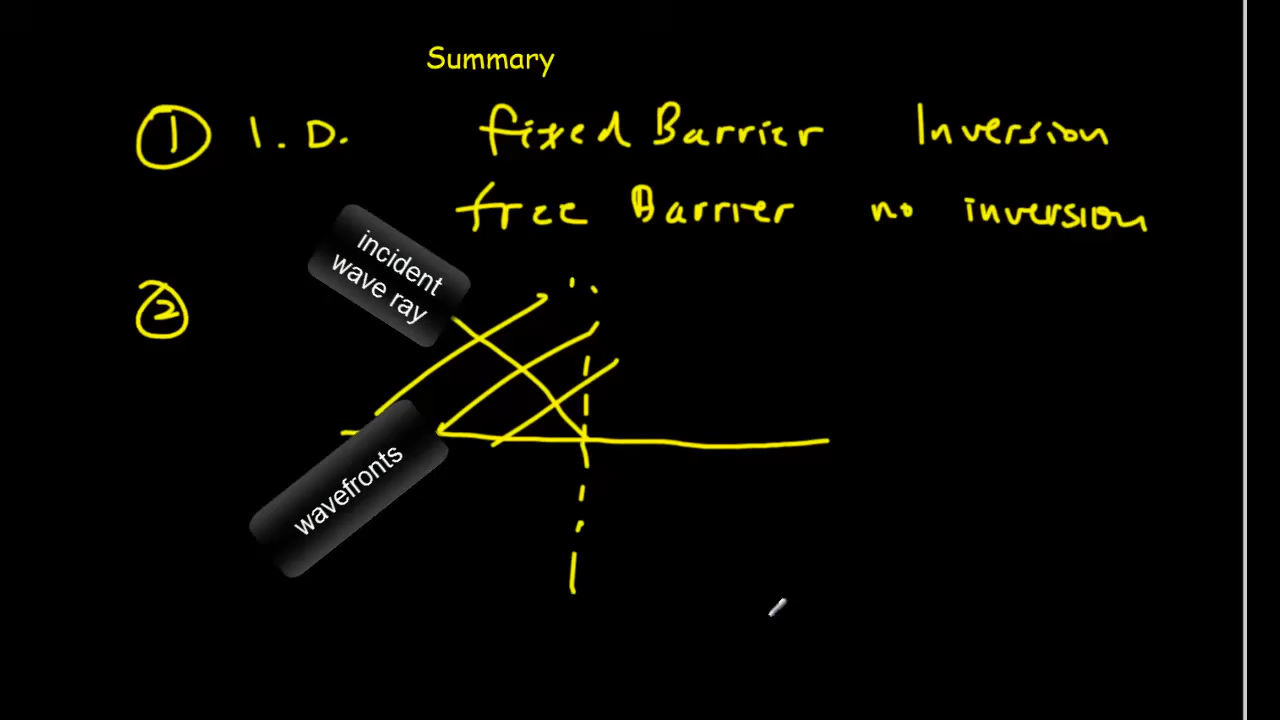 Summary
① 1. D. fixed Barrier Inversion
free Barrier no inversion
incident
wave ray
②
wavefronts